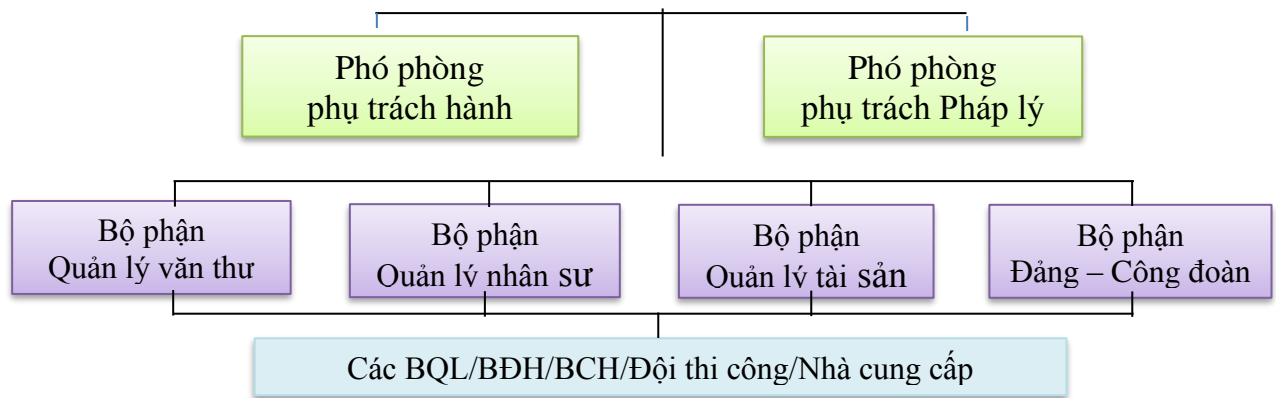 Phó phòng
phụ trách hành
Phó phòng
phụ trách Pháp lý
Bộ phận
Quản lý văn thư
Bộ phận
Quản lý nhân sư
Bộ phận
Quản lý tài sản
Bộ phận
Đảng – Công đoàn
Các BQL/BĐH/BCH/Đội thi công/Nhà cung cấp